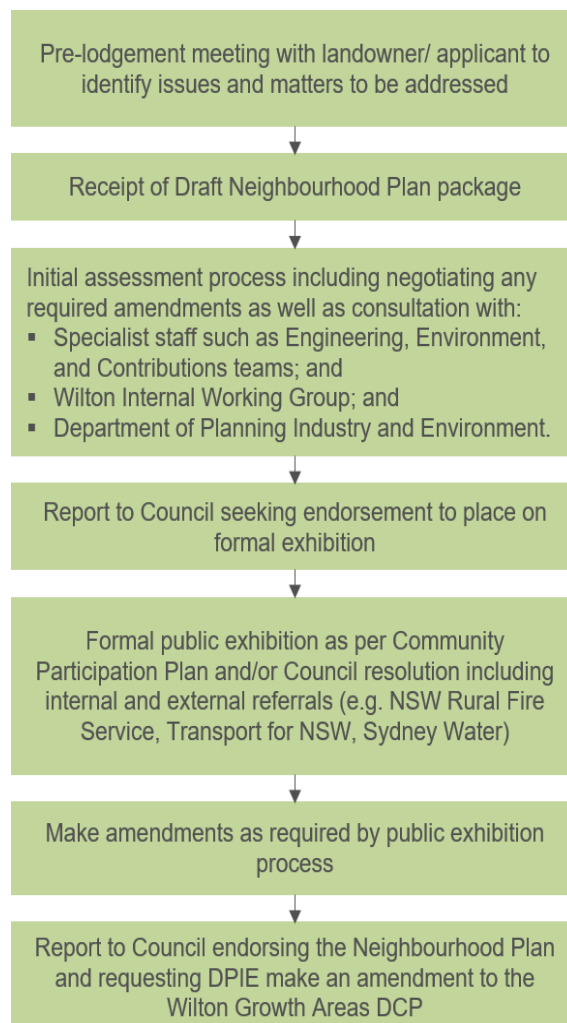 Pre-lodgement meeting with landowner/ applicant to
identify issues and matters to be addressed
Receipt of Draft Neighbourhood Plan package
Initial assessment process including negotiating any
required amendments as well as consultation with:
▪ Specialist staff such as Engineering, Environment,
and Contributions teams; and
▪ Wilton Internal Working Group; and
▪ Department of Planning Industry and Environment.
Report to Council seeking endorsement to place on
formal exhibition
Formal public exhibition as per Community
Participation Plan and/or Council resolution including
internal and external referrals (e.g. NSW Rural Fire
Service, Transport for NSW, Sydney Water)
Make amendments as required by public exhibition
process
Report to Council endorsing the Neighbourhood Plan
and requesting DPIE make an amendment to the
Wilton Growth Areas DCP